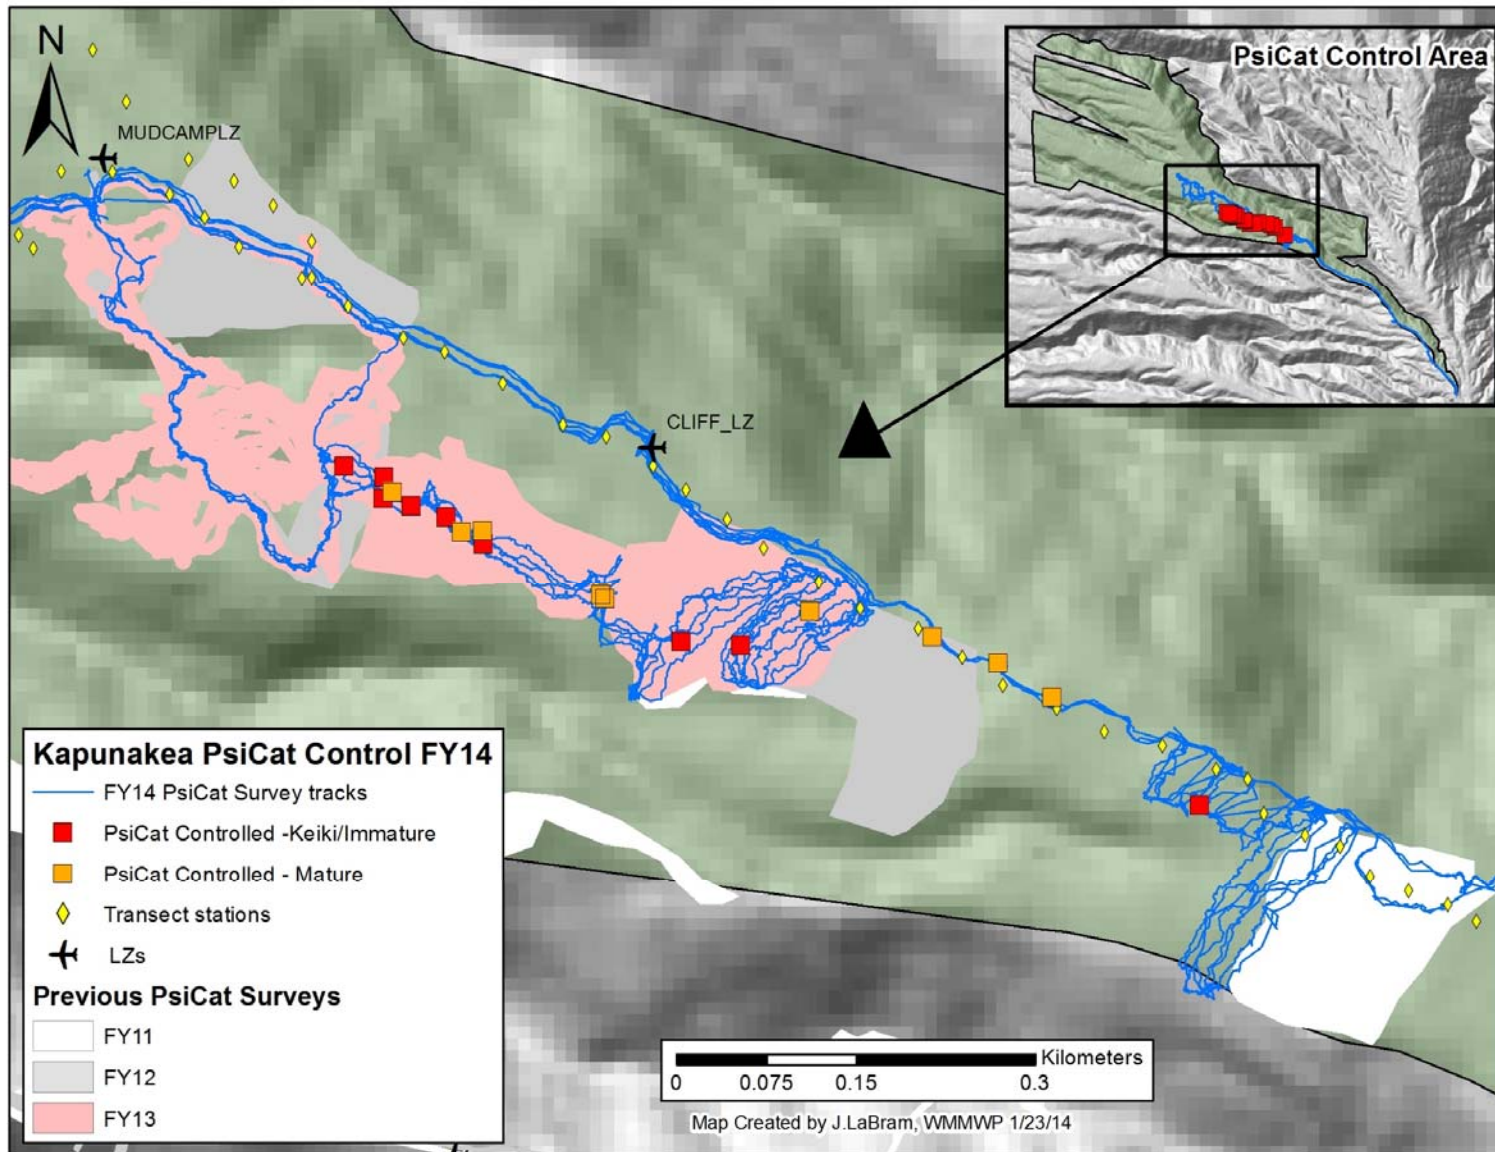 N
PsiCat Control Area
MUDCAMPLZ
CLIFF_LZ
Kapunakea PsiCat Control FY14
FY14 PsiCat Survey tracks
PsiCat Controlled -Keiki/Immature
PsiCat Controlled - Mature
Transect stations
LZs
Previous PsiCat Surveys
FY11
FY12
FY13
Kilometers
0 0.075 0.15 0.3
Map Created by J.LaBram, WMMWP 1/23/14